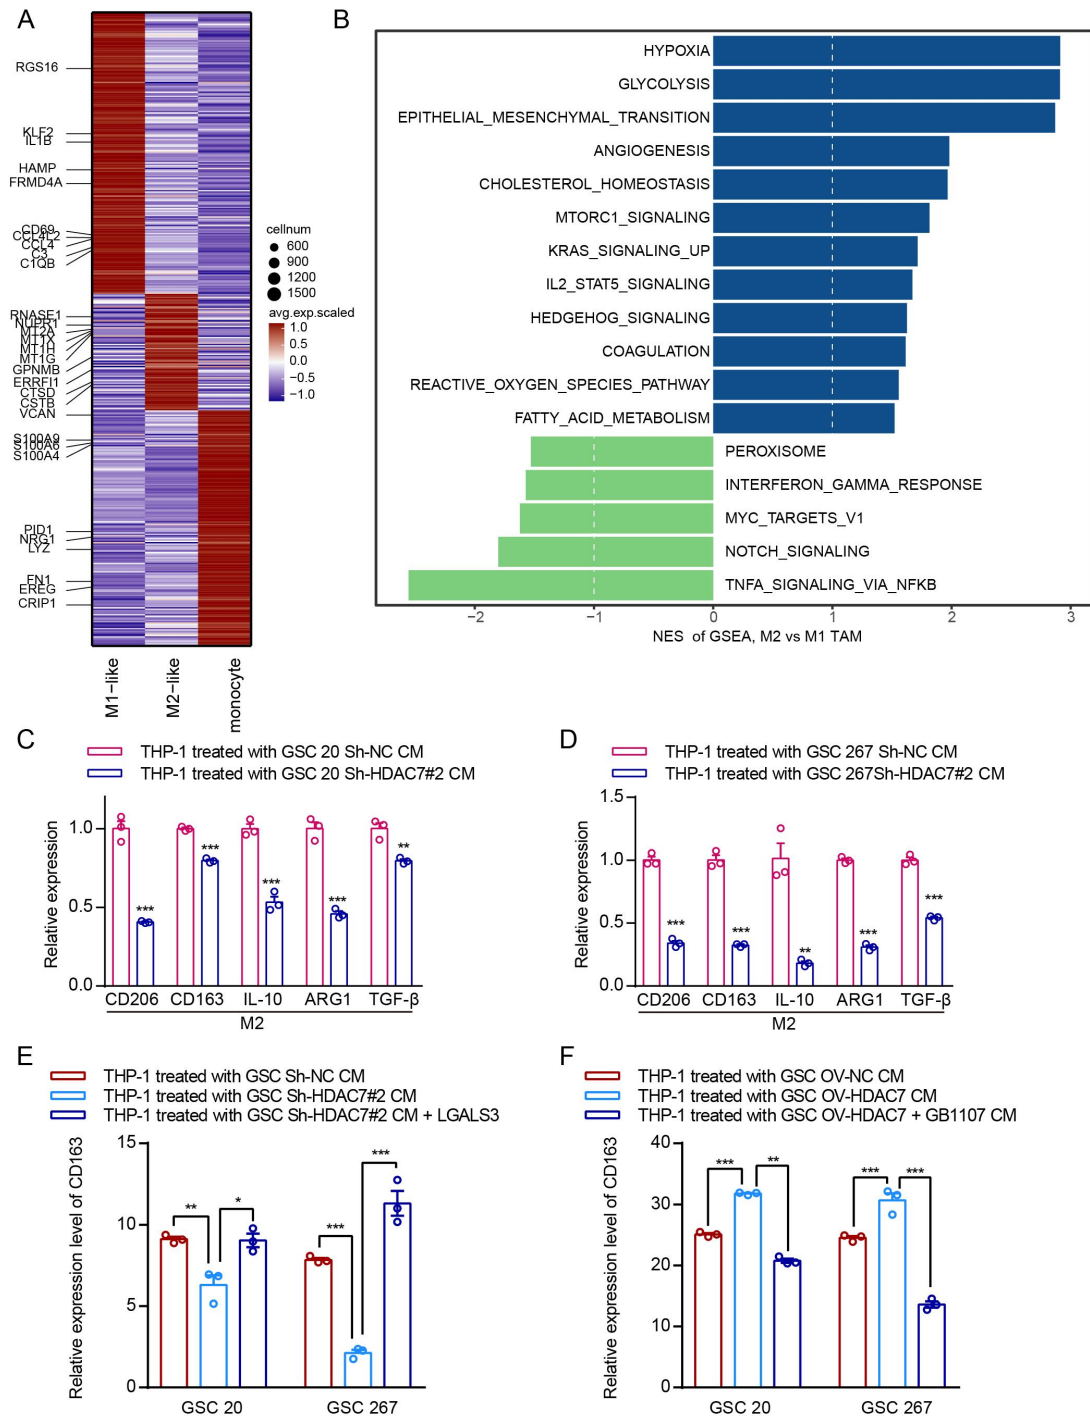 A
RGS16
KLF2
IL1B
HAMP
FRMD4A
CD69
CCL4L2
CCL4
C3
C1QB
RNASE1
NUPR1
MT2A
MT1X
MT1H
MT1G
GPNMB
ERRFI1
CTSD
CSTB
VCAN
S100A9
S100A6
S100A4
PID1
NRG1
LYZ
FN1
EREG
CRIP1
cellnum
600
900
1200
1500
avg.exp.scaled
1.0
0.5
0.0
−0.5
−1.0
M1−like
M2−like
monocyte
B
HYPOXIA
GLYCOLYSIS
EPITHELIAL_MESENCHYMAL_TRANSITION
ANGIOGENESIS
CHOLESTEROL_HOMEOSTASIS
MTORC1_SIGNALING
KRAS_SIGNALING_UP
IL2_STAT5_SIGNALING
HEDGEHOG_SIGNALING
COAGULATION
REACTIVE_OXYGEN_SPECIES_PATHWAY
FATTY_ACID_METABOLISM
PEROXISOME
INTERFERON_GAMMA_RESPONSE
MYC_TARGETS_V1
NOTCH_SIGNALING
TNFA_SIGNALING_VIA_NFKB
−2 −1 0 1 2 3
NES of GSEA, M2 vs M1 TAM
C
THP-1 treated with GSC 20 Sh-NC CM
THP-1 treated with GSC 20 Sh-HDAC7#2 CM
Relative expression
1.0
0.5
0.0
*** *** *** *** **
CD206 CD163 IL-10 ARG1 TGF-β
M2
D
THP-1 treated with GSC 267 Sh-NC CM
THP-1 treated with GSC 267Sh-HDAC7#2 CM
Relative expression
1.5
1.0
0.5
0.0
*** *** ** *** ***
CD206 CD163 IL-10 ARG1 TGF-β
M2
E
THP-1 treated with GSC Sh-NC CM
THP-1 treated with GSC Sh-HDAC7#2 CM
THP-1 treated with GSC Sh-HDAC7#2 CM + LGALS3
Relative expression level of CD163
15
10
5
0
** * *** ***
GSC 20 GSC 267
F
THP-1 treated with GSC OV-NC CM
THP-1 treated with GSC OV-HDAC7 CM
THP-1 treated with GSC OV-HDAC7 + GB1107 CM
Relative expression level of CD163
40
30
20
10
0
*** ** *** ***
GSC 20 GSC 267